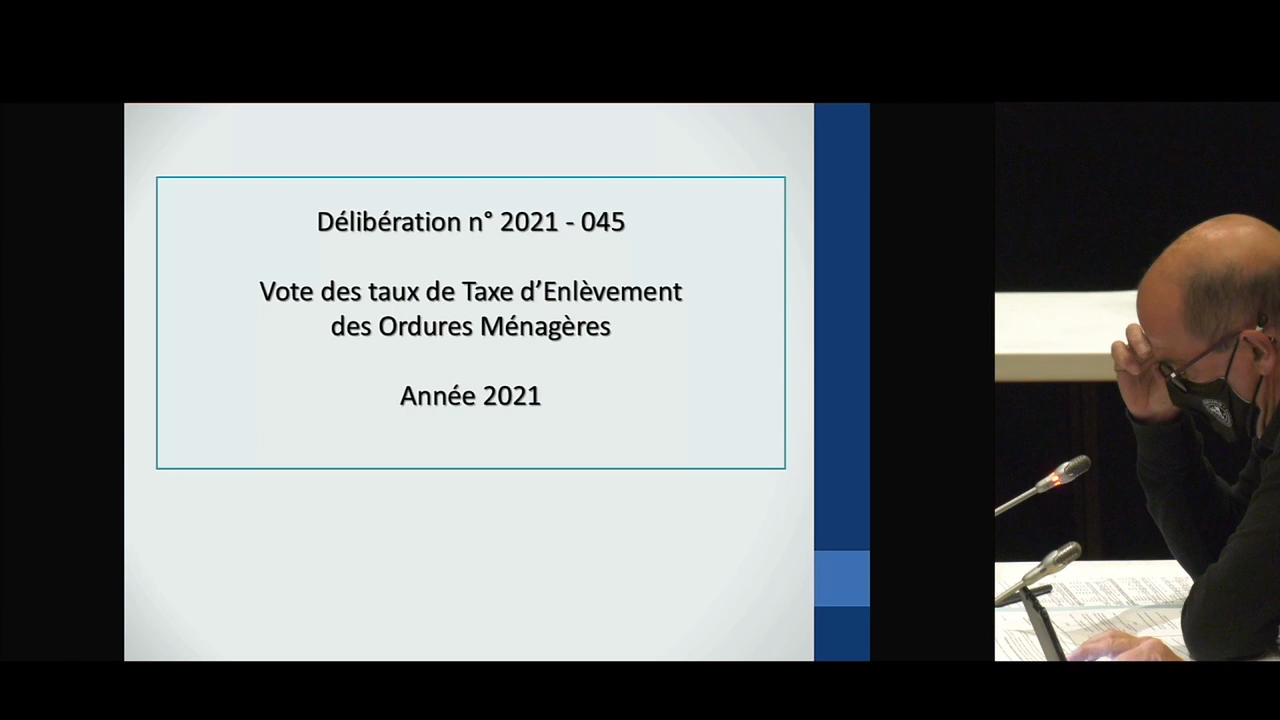 Délibération n° 2021 - 045
Vote des taux de Taxe d’Enlèvement
des Ordures Ménagères
Année 2021